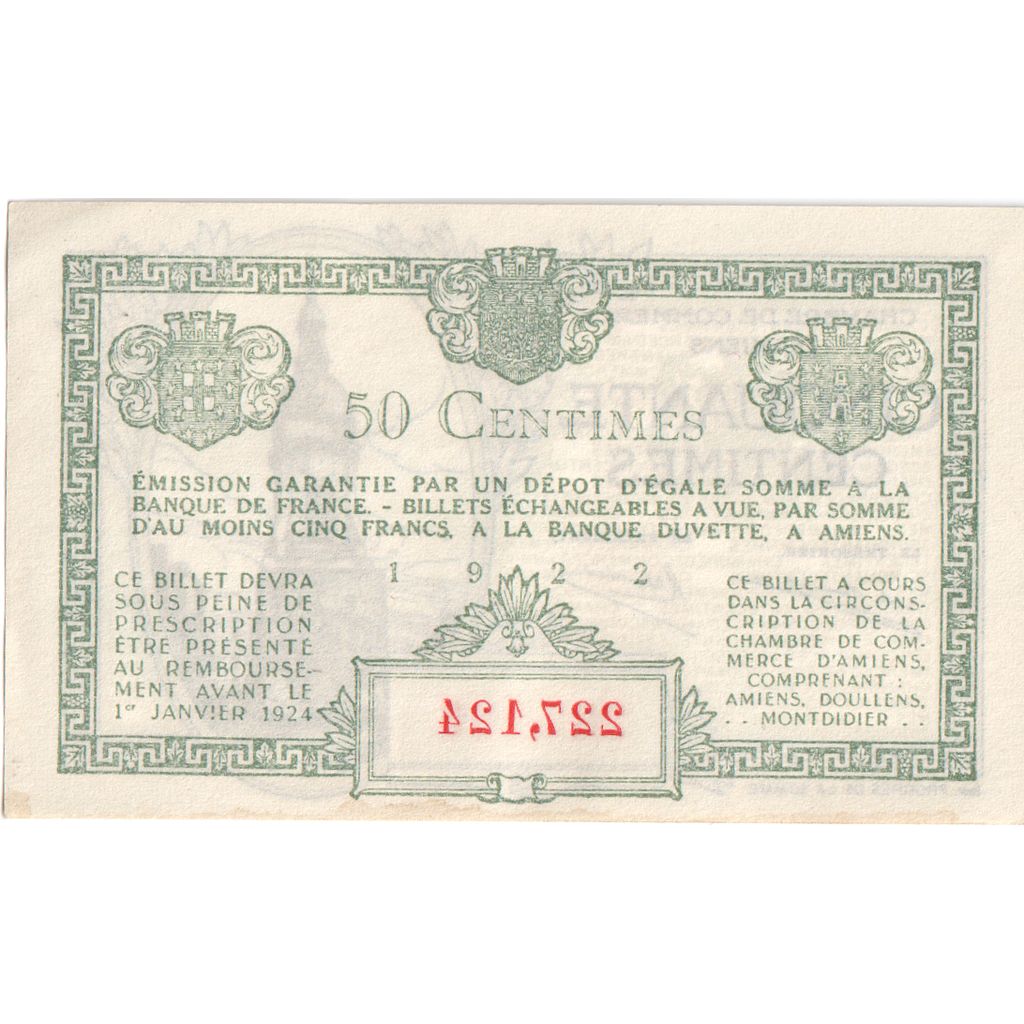 50 CENTIMES
ÉMISSION GARANTIE PAR UN DÉPOT D'ÉGALE SOMME A LA
BANQUE DE FRANCE. - BILLETS ÉCHANGEABLES A VUE, PAR SOMME
D'AU MOINS CINQ FRANCS, A LA BANQUE DUVETTE, A AMIENS.
1 9 2 2
CE BILLET DEVRA
SOUS PEINE DE
PRESCRIPTION
ÊTRE PRÉSENTÉ
AU REMBOURSE-
MENT AVANT LE
1er JANVIER 1924
CE BILLET A COURS
DANS LA CIRCONS-
CRIPTION DE LA
CHAMBRE DE COM-
MERCE D'AMIENS,
COMPRENANT :
AMIENS, DOULLENS,
. . MONTDIDIER . .
227,124